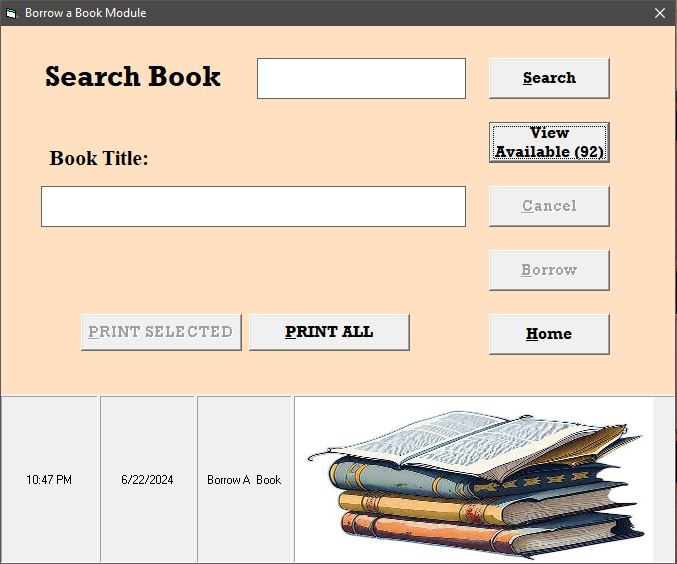 Borrow a Book Module
Search Book
Search
View
Available (92)
Book Title:
Cancel
Borrow
PRINT SELECTED
PRINT ALL
Home
10:47 PM
6/22/2024
Borrow A  Book